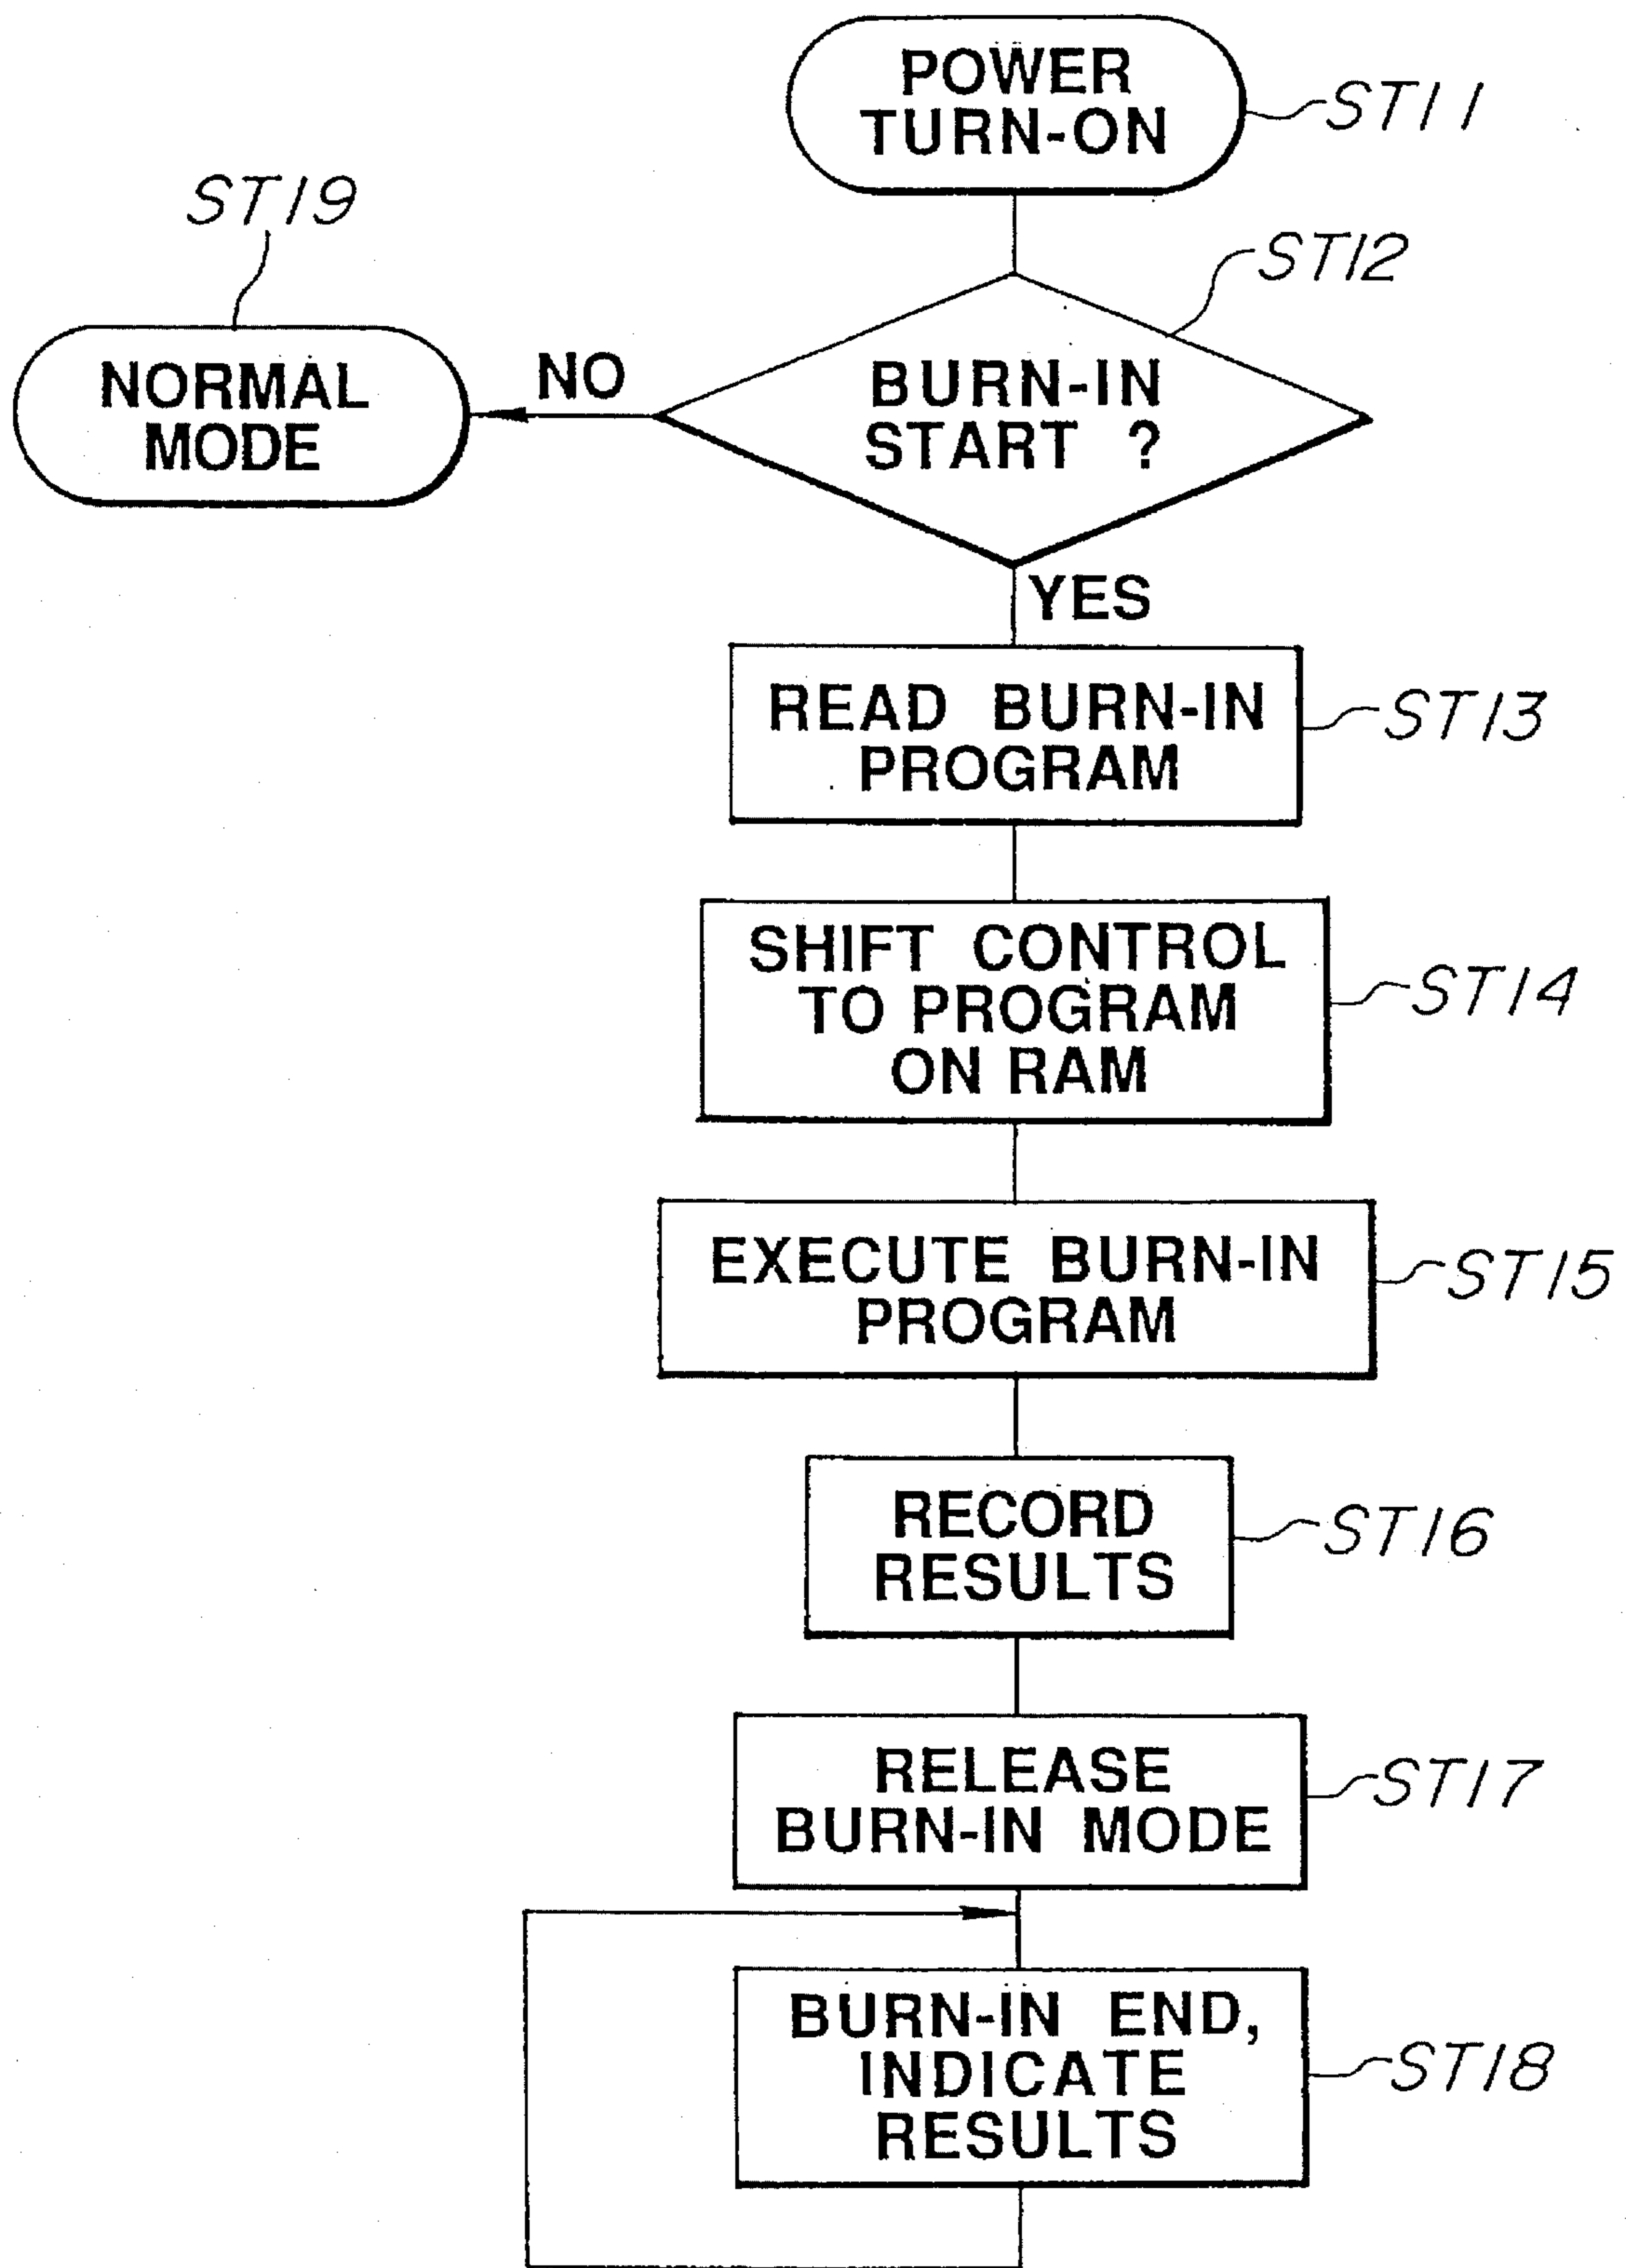 POWER
TURN-ON
ST11
ST19
ST12
NORMAL
MODE
NO
BURN-IN
START ?
YES
READ BURN-IN
PROGRAM
ST13
SHIFT CONTROL
TO PROGRAM
ON RAM
ST14
EXECUTE BURN-IN
PROGRAM
ST15
RECORD
RESULTS
ST16
RELEASE
BURN-IN MODE
ST17
BURN-IN END,
INDICATE
RESULTS
ST18